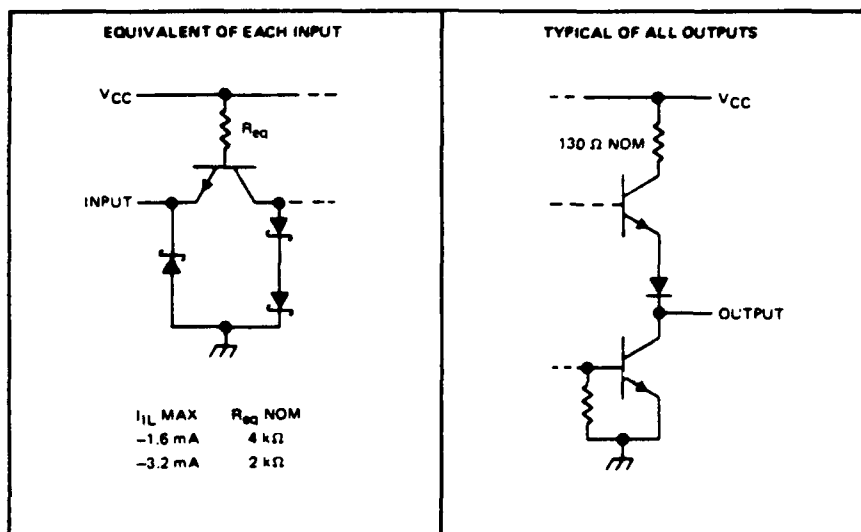 EQUIVALENT OF EACH INPUT
VCC
Req
INPUT
IIL MAX Req NOM
−1.6 mA 4 kΩ
−3.2 mA 2 kΩ
TYPICAL OF ALL OUTPUTS
VCC
130 Ω NOM
OUTPUT